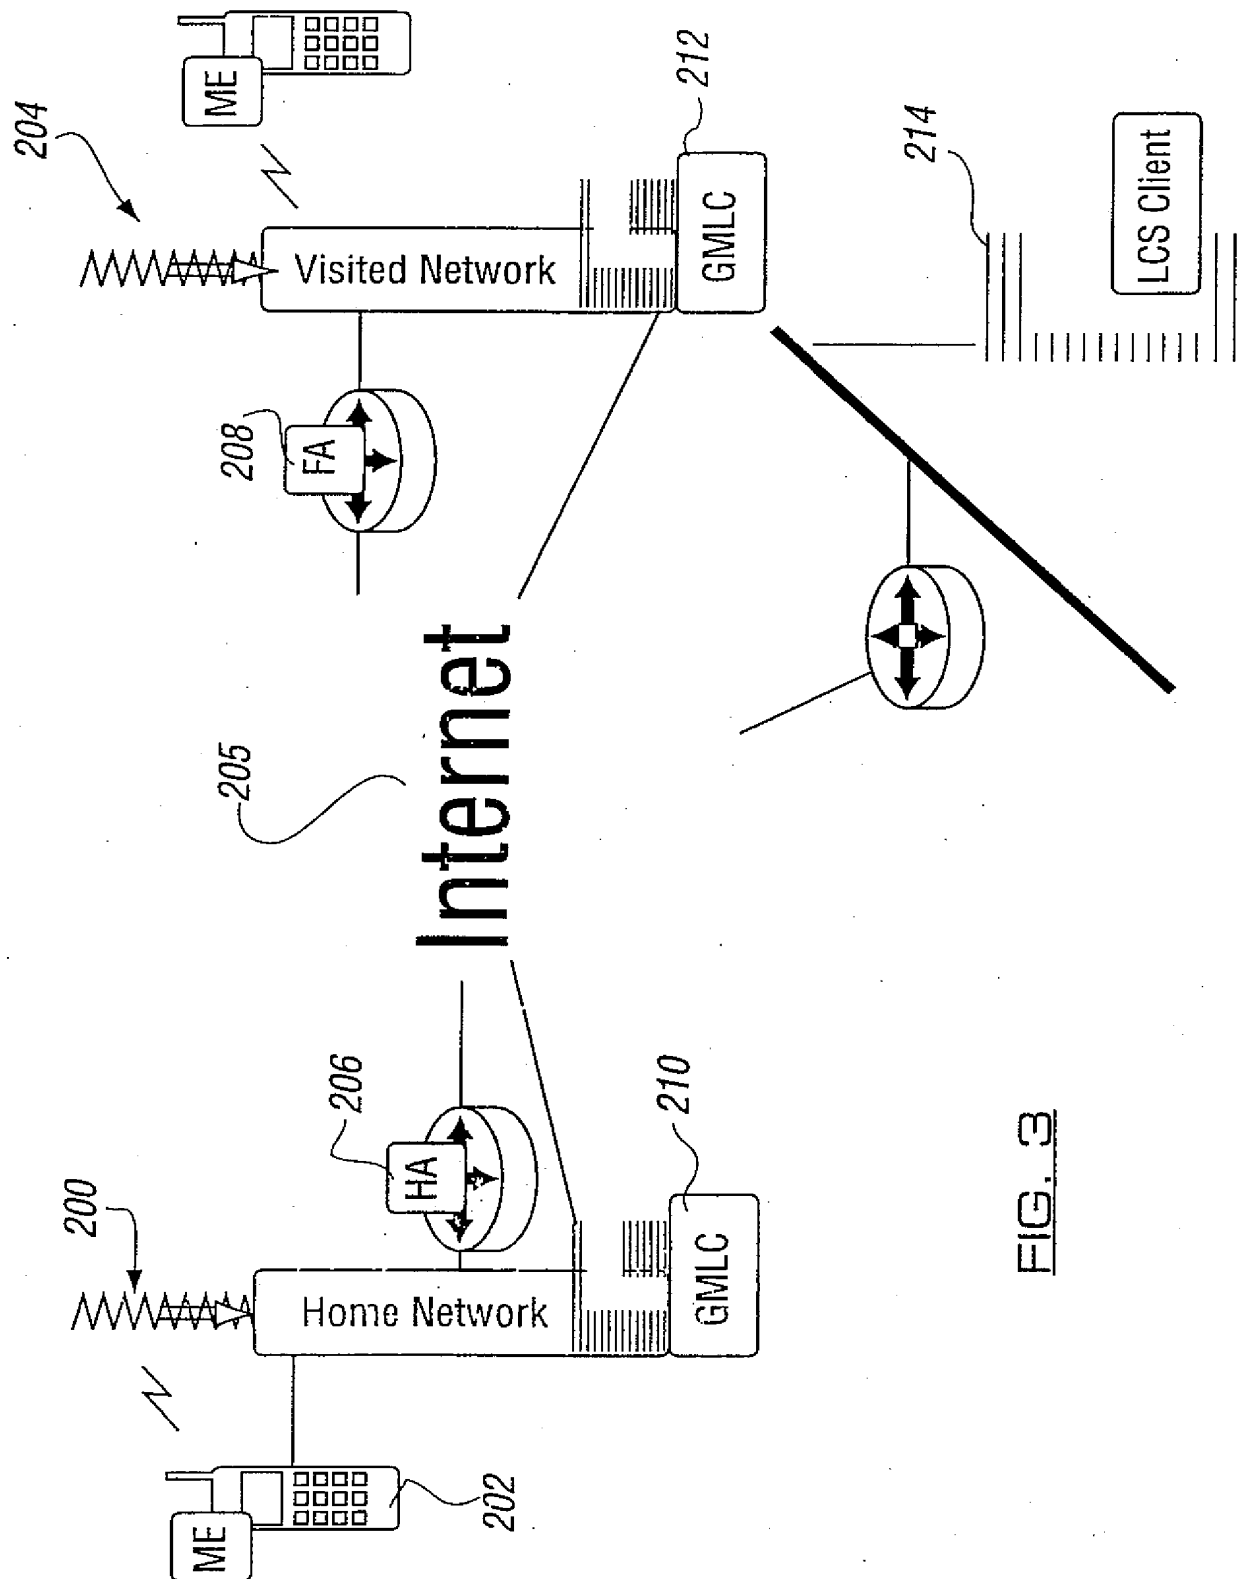 200
204
ME
ME
202
Home Network
HA
206
205
Internet
208
FA
Visited Network
GMLC
210
GMLC
212
214
LCS Client
FIG. 3